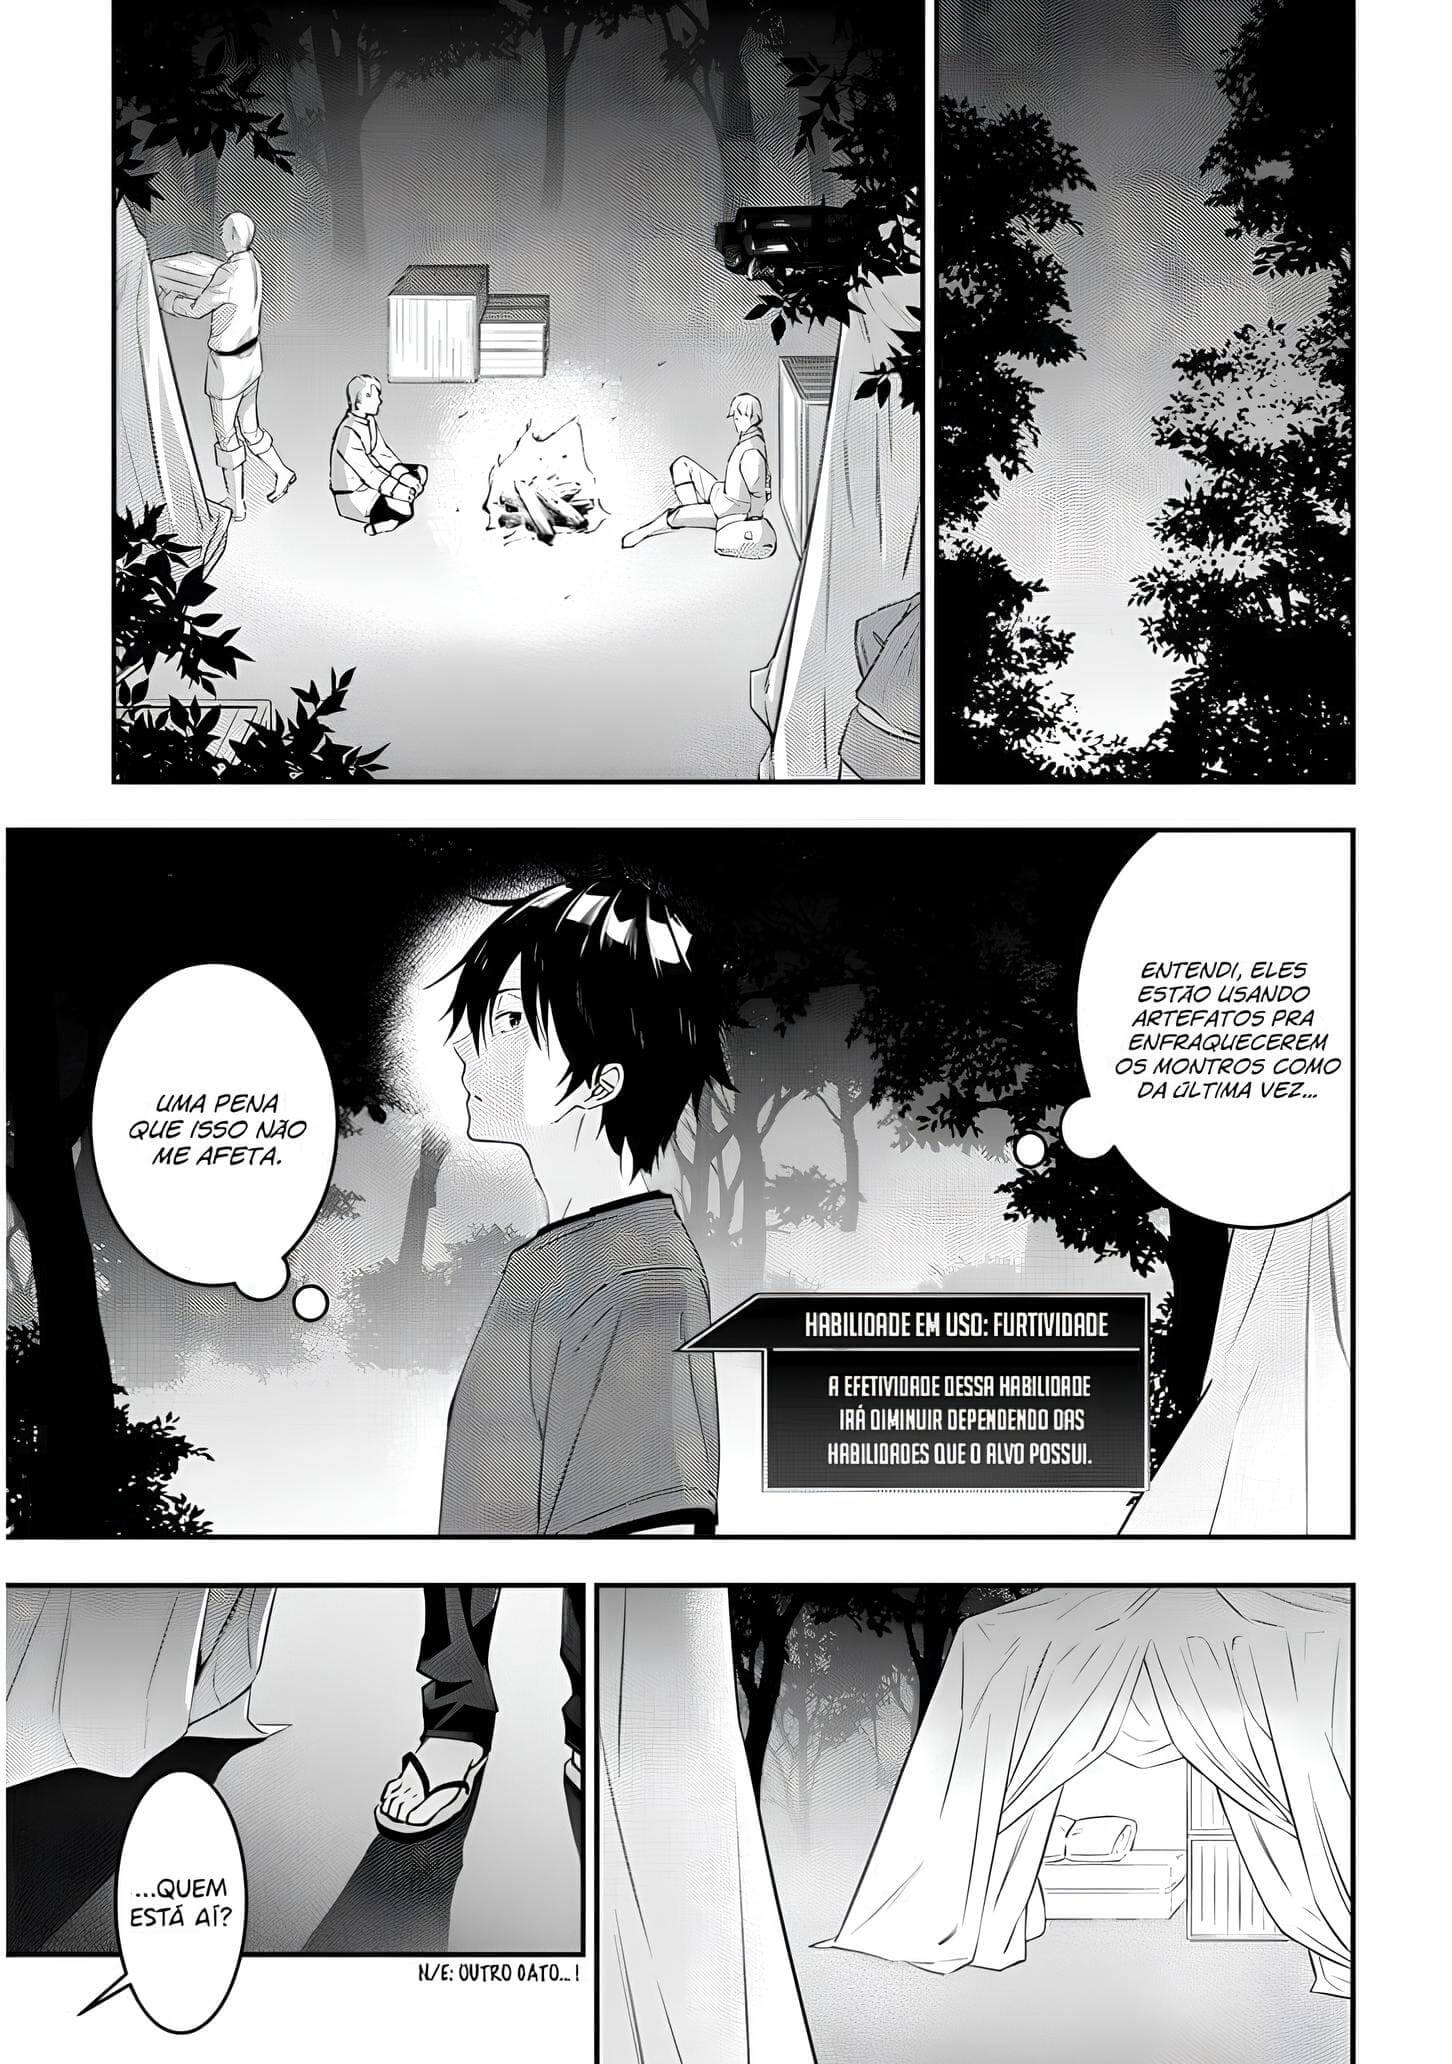 ENTENDI, ELES
ESTÃO USANDO
ARTEFATOS PRA
ENFRAQUECEREM
OS MONTROS COMO
DA ÚLTIMA VEZ...
UMA PENA
QUE ISSO NÃO
ME AFETA.
HABILIDADE EM USO: FURTIVIDADE
A EFETIVIDADE DESSA HABILIDADE
IRÁ DIMINUIR DEPENDENDO DAS
HABILIDADES QUE O ALVO POSSUI.
...QUEM
ESTÁ AÍ?
N/E: OUTRO OATO... !